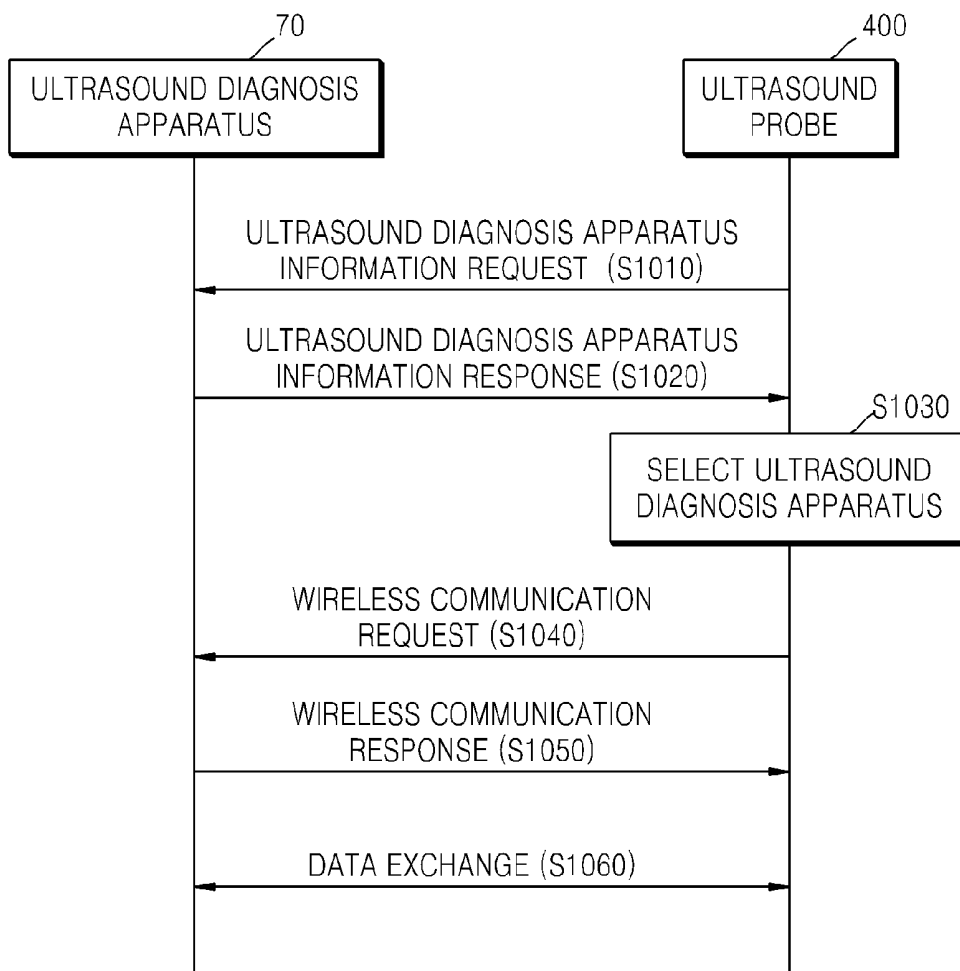 70
400
ULTRASOUND DIAGNOSIS
APPARATUS
ULTRASOUND
PROBE
ULTRASOUND DIAGNOSIS APPARATUS
INFORMATION REQUEST (S1010)
ULTRASOUND DIAGNOSIS APPARATUS
INFORMATION RESPONSE (S1020)
S1030
SELECT ULTRASOUND
DIAGNOSIS APPARATUS
WIRELESS COMMUNICATION
REQUEST (S1040)
WIRELESS COMMUNICATION
RESPONSE (S1050)
DATA EXCHANGE (S1060)